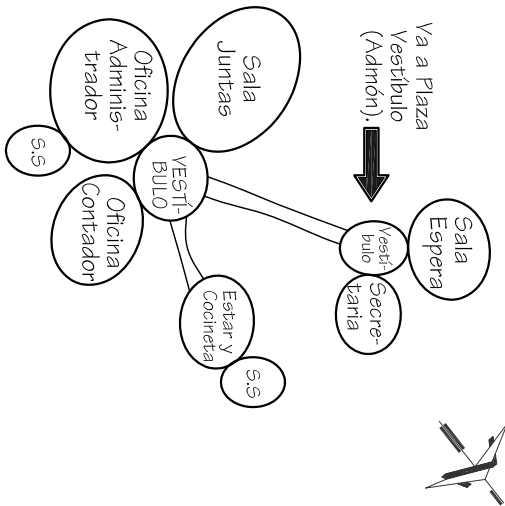 Va a Plaza
Vestíbulo
(Admón).
Sala
Espera
Vestí-
bulo
Secre-
taria
Sala
Juntas
Oficina
Adminis-
trador
S.S
VESTÍ-
BULO
Oficina
Contador
Estar y
Cocineta
S.S